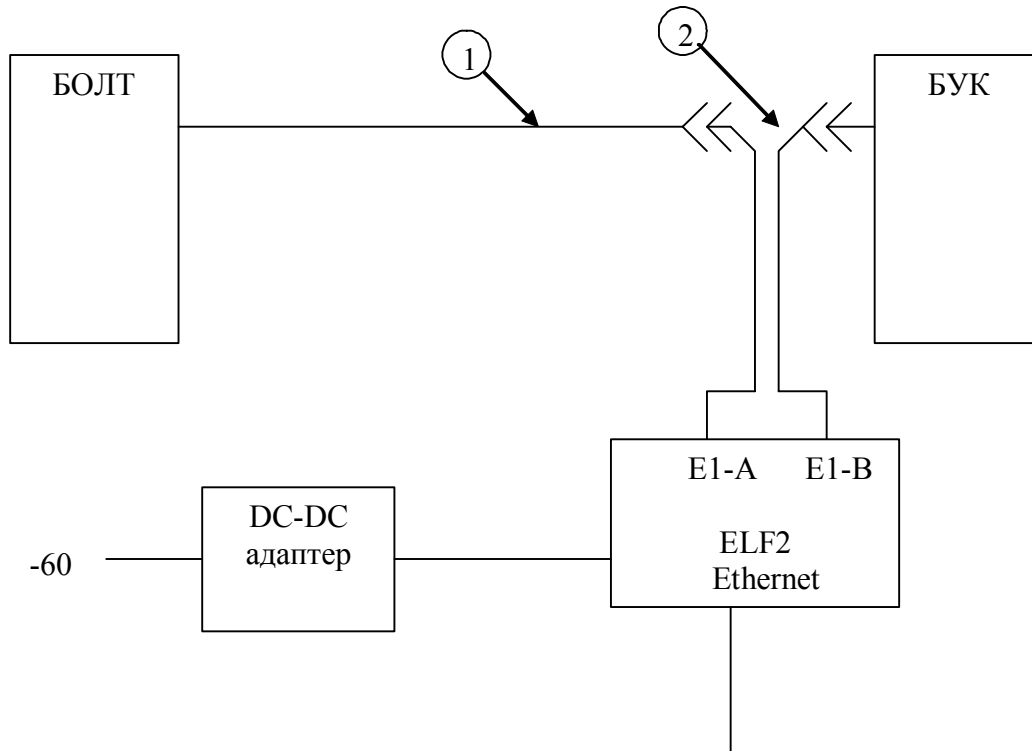 1
2
БОЛТ
БУК
E1-A
E1-B
DC-DC
адаптер
-60
ELF2
Ethernet